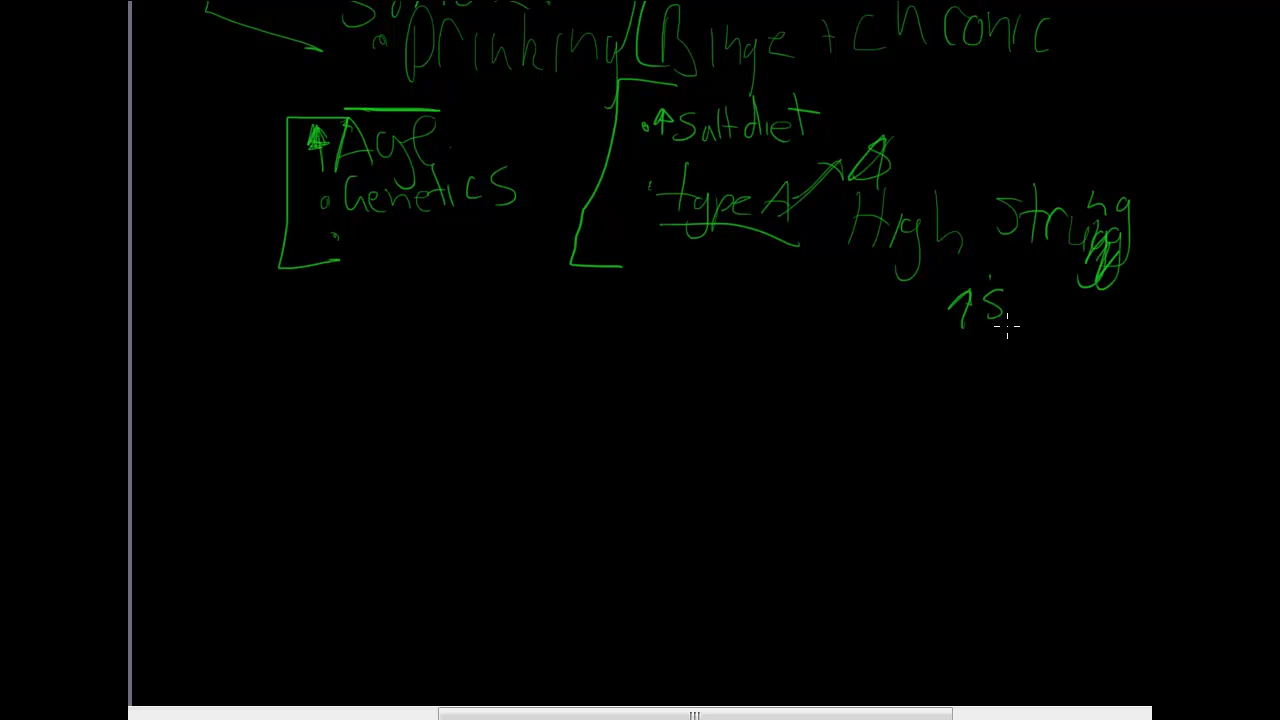 Drinking (Binge + chronic
↑ Age
Genetics
↑ Salt diet
type A → High Strung
↑ s